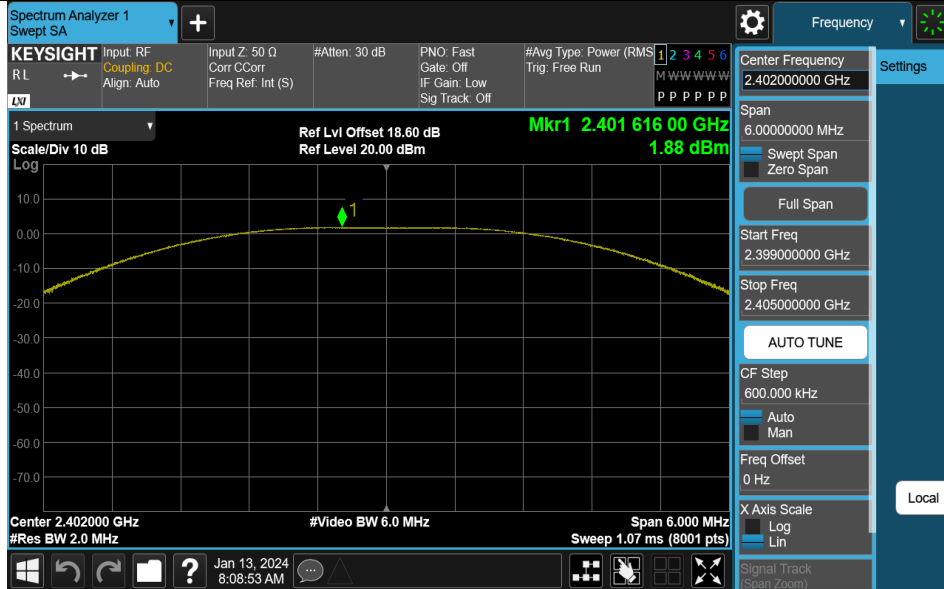 Spectrum Analyzer 1
Swept SA
+
Frequency
KEYSIGHT
R L
LXI
Input: RF
Coupling: DC
Align: Auto
Input Z: 50 Ω
Corr CCorr
Freq Ref: Int (S)
#Atten: 30 dB
PNO: Fast
Gate: Off
IF Gain: Low
Sig Track: Off
#Avg Type: Power (RMS
Trig: Free Run
1 2 3 4 5 6
M W W W W W
P P P P P P
1 Spectrum
Scale/Div 10 dB
Log
Ref Lvl Offset 18.60 dB
Ref Level 20.00 dBm
Mkr1 2.401 616 00 GHz
1.88 dBm
1
10.0
0.00
-10.0
-20.0
-30.0
-40.0
-50.0
-60.0
-70.0
Center 2.402000 GHz
#Res BW 2.0 MHz
#Video BW 6.0 MHz
Span 6.000 MHz
Sweep 1.07 ms (8001 pts)
Center Frequency
2.402000000 GHz
Span
6.00000000 MHz
Swept Span
Zero Span
Full Span
Start Freq
2.399000000 GHz
Stop Freq
2.405000000 GHz
AUTO TUNE
CF Step
600.000 kHz
Auto
Man
Freq Offset
0 Hz
X Axis Scale
Log
Lin
Signal Track
(Span Zoom)
Settings
Local
?
Jan 13, 2024
8:08:53 AM